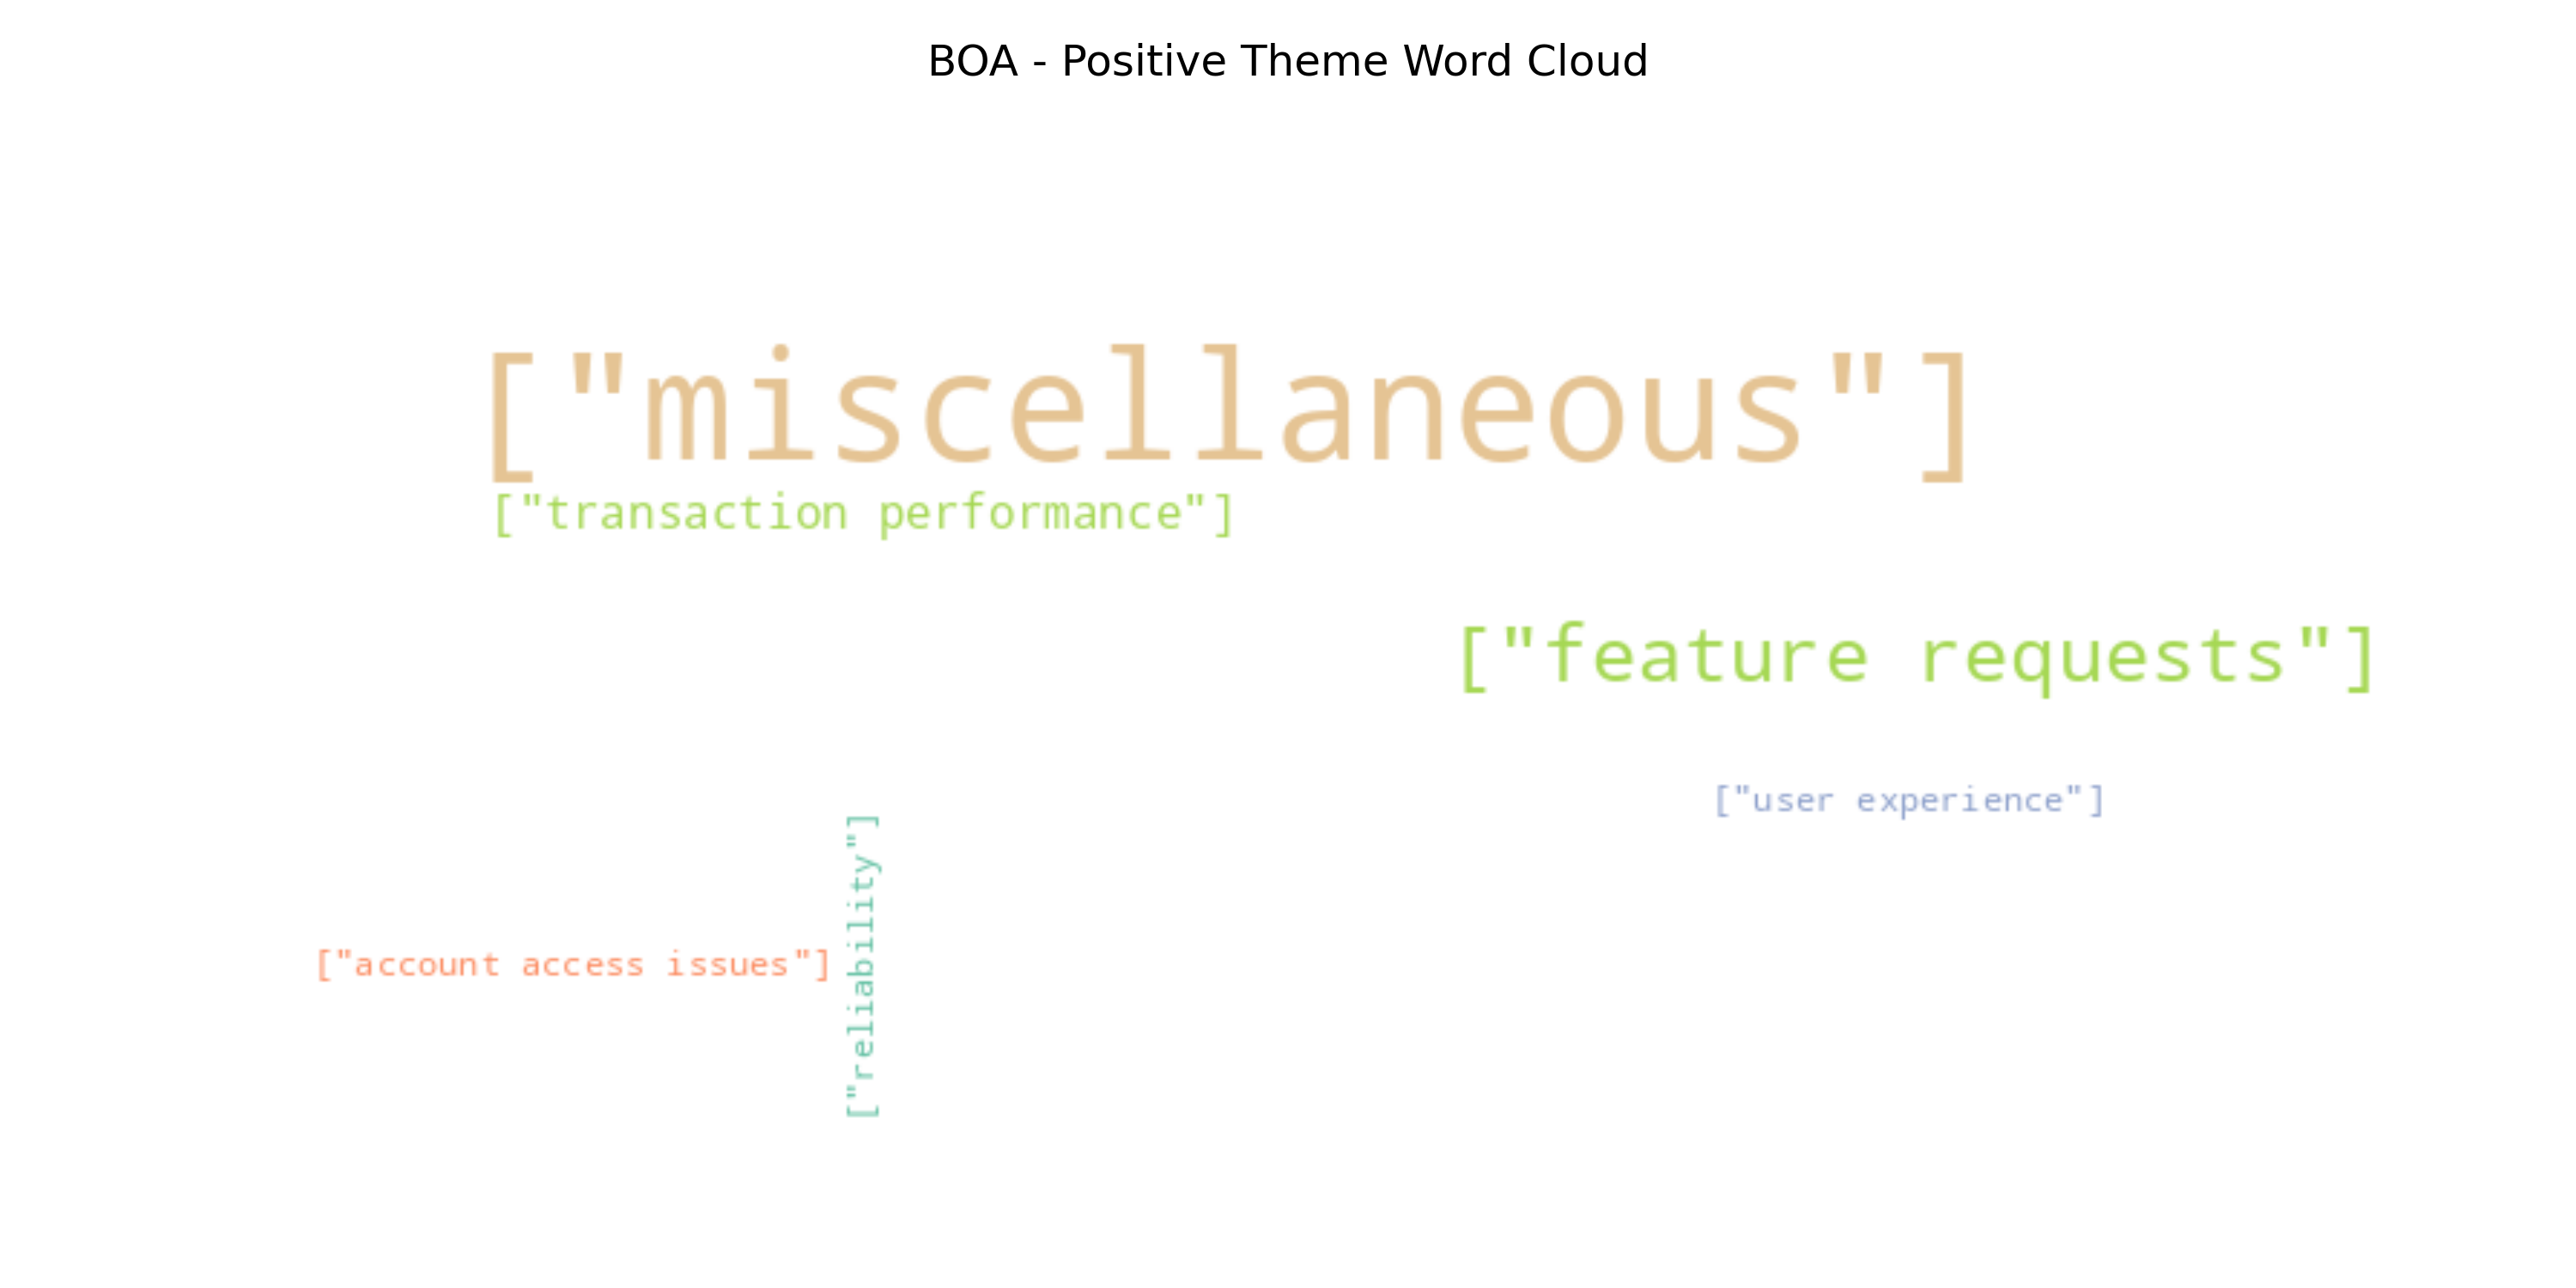 BOA - Positive Theme Word Cloud
["miscellaneous"]
["transaction performance"]
["feature requests"]
["user experience"]
["reliability"]
["account access issues"]